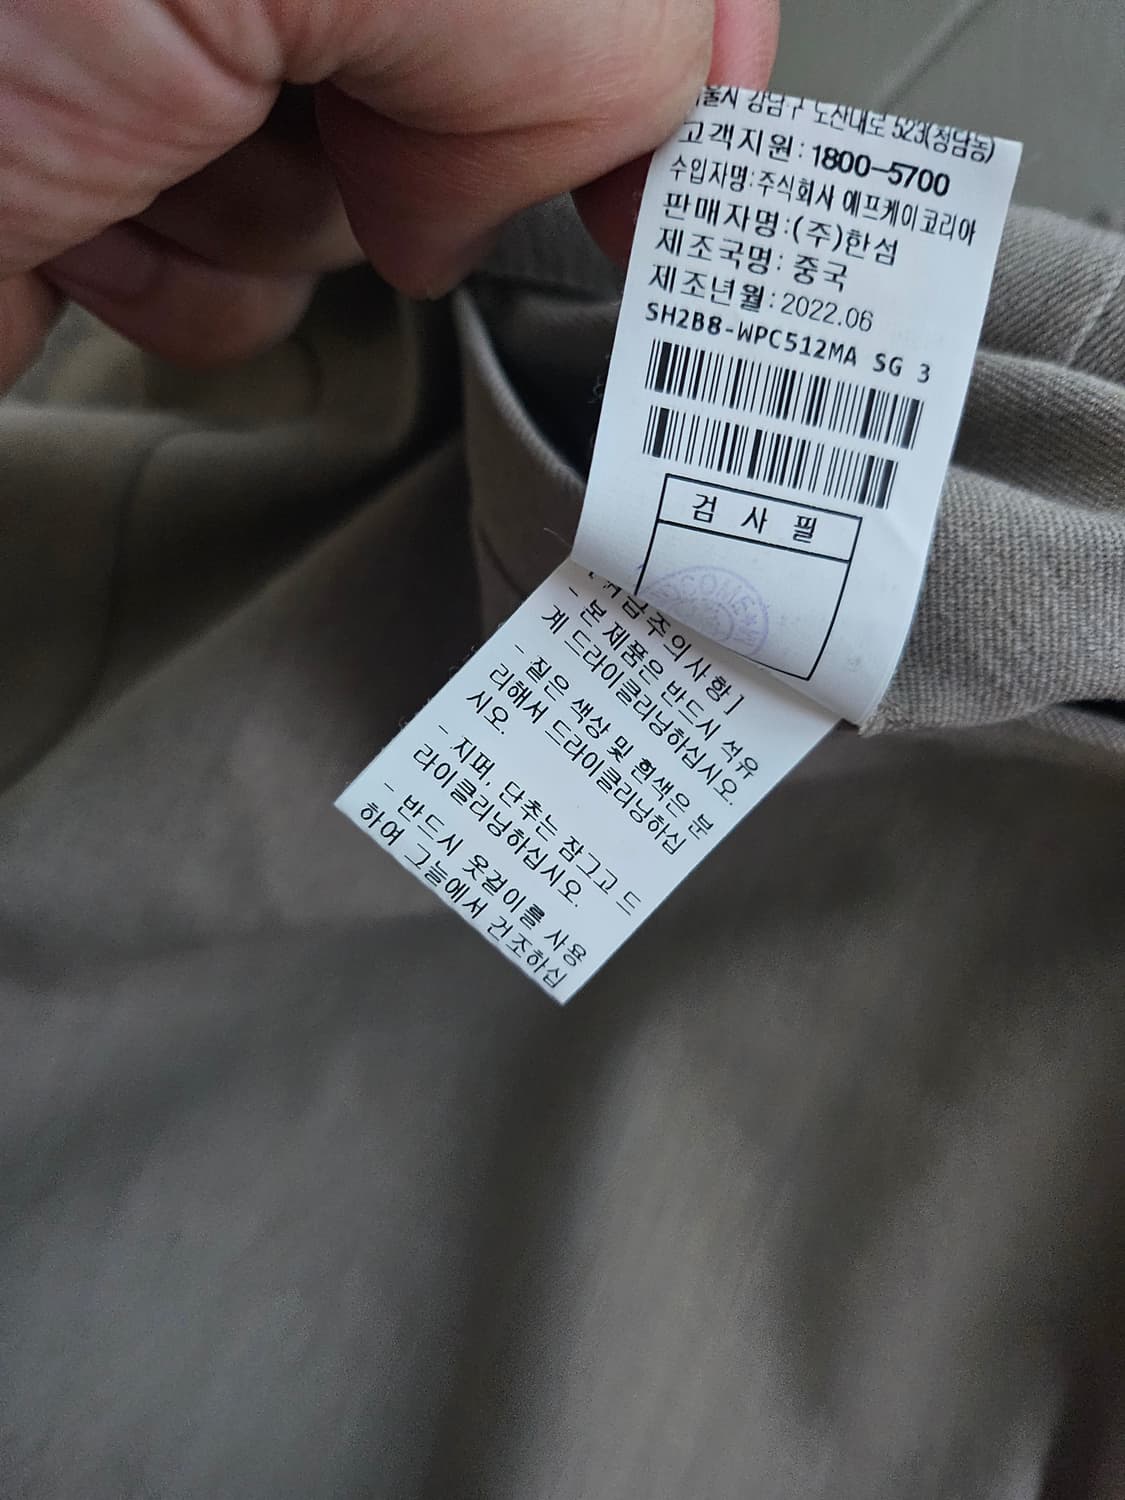 서울시 강남구 도산대로 523(청담동)
고객지원:1800-5700
수입자명:주식회사 에프케이코리아
판매자명:(주)한섬
제조국명:중국
제조년월:2022.06
SH2B8-WPC512MA SG 3
검사필
취급주의사항]
- 본 제품은 반드시 석유
계 드라이클리닝하십시오.
- 짙은 색상 및 흰색은 분
리해서 드라이클리닝하십
시오.
- 지퍼, 단추는 잠그고 드
라이클리닝하십시오.
- 반드시 옷걸이를 사용
하여 그늘에서 건조하십